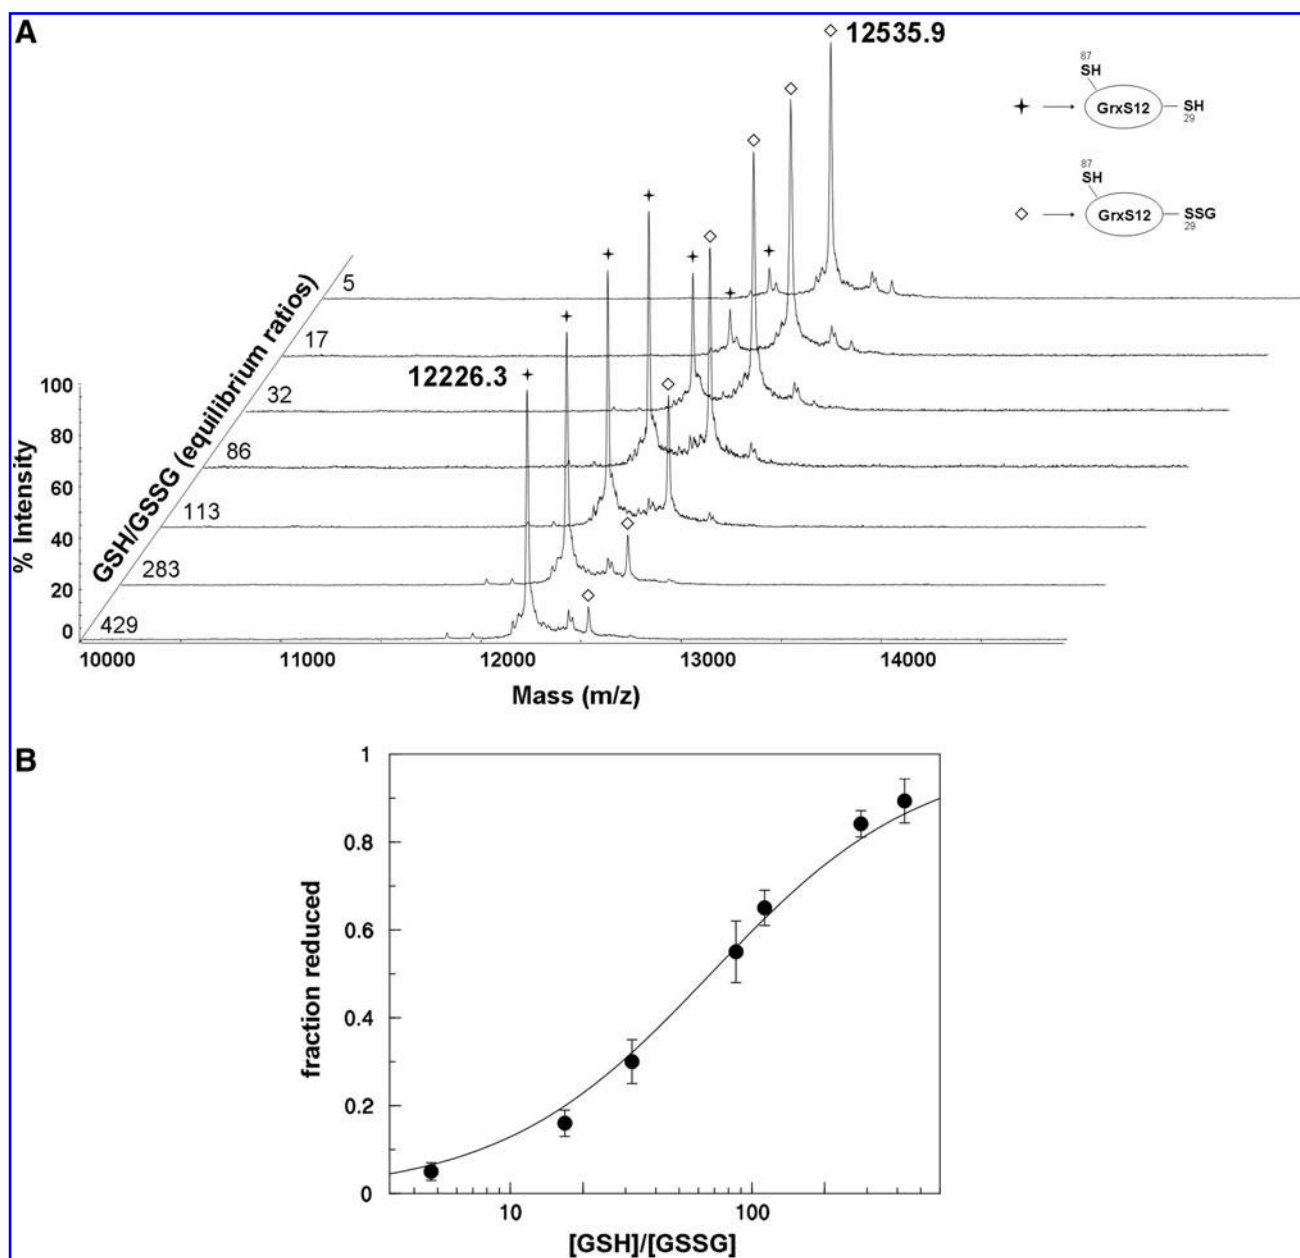 A
12535.9
87
SH
GrxS12
SH
29
87
SH
GrxS12
SSG
29
GSH/GSSG (equilibrium ratios)
5
17
32
86
113
283
429
12226.3
% Intensity
100
80
60
40
20
0
10000 11000 12000 13000 14000
Mass (m/z)
B
fraction reduced
1
0.8
0.6
0.4
0.2
0
10 100
[GSH]/[GSSG]